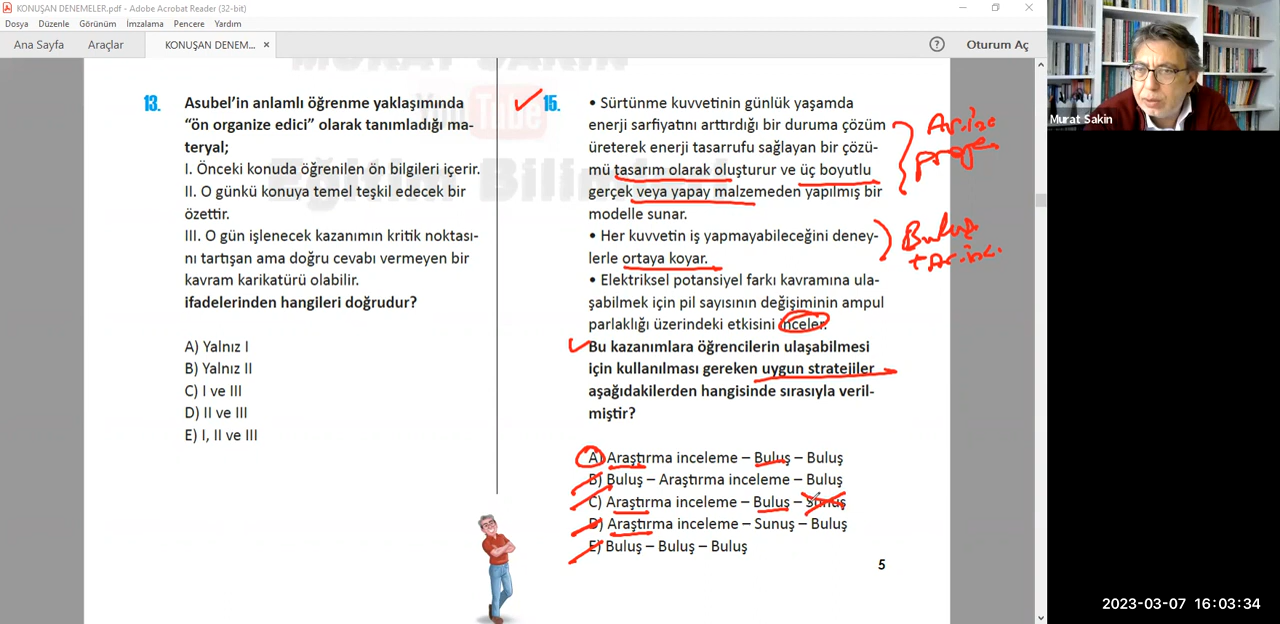 KONUŞAN DENEMELER.pdf - Adobe Acrobat Reader (32-bit)
Dosya Düzenle Görünüm İmzalama Pencere Yardım
Ana Sayfa Araçlar KONUŞAN DENEM... × ? Oturum Aç
Murat Sakin
13. Asubel’in anlamlı öğrenme yaklaşımında
“ön organize edici” olarak tanımladığı ma-
teryal;
I. Önceki konuda öğrenilen ön bilgileri içerir.
II. O günkü konuya temel teşkil edecek bir
özettir.
III. O gün işlenecek kazanımın kritik noktası-
nı tartışan ama doğru cevabı vermeyen bir
kavram karikatürü olabilir.
ifadelerinden hangileri doğrudur?
A) Yalnız I
B) Yalnız II
C) I ve III
D) II ve III
E) I, II ve III
15. • Sürtünme kuvvetinin günlük yaşamda
enerji sarfiyatını arttırdığı bir duruma çözüm
üreterek enerji tasarrufu sağlayan bir çözü-
mü tasarım olarak oluşturur ve üç boyutlu
gerçek veya yapay malzemeden yapılmış bir
modelle sunar.
• Her kuvvetin iş yapmayabileceğini deney-
lerle ortaya koyar.
• Elektriksel potansiyel farkı kavramına ula-
şabilmek için pil sayısının değişiminin ampul
parlaklığı üzerindeki etkisini inceler.
Bu kazanımlara öğrencilerin ulaşabilmesi
için kullanılması gereken uygun stratejiler
aşağıdakilerden hangisinde sırasıyla veril-
miştir?
A) Araştırma inceleme – Buluş – Buluş
B) Buluş – Araştırma inceleme – Buluş
C) Araştırma inceleme – Buluş – Sunuş
D) Araştırma inceleme – Sunuş – Buluş
E) Buluş – Buluş – Buluş
Buluş
5
2023-03-07 16:03:34